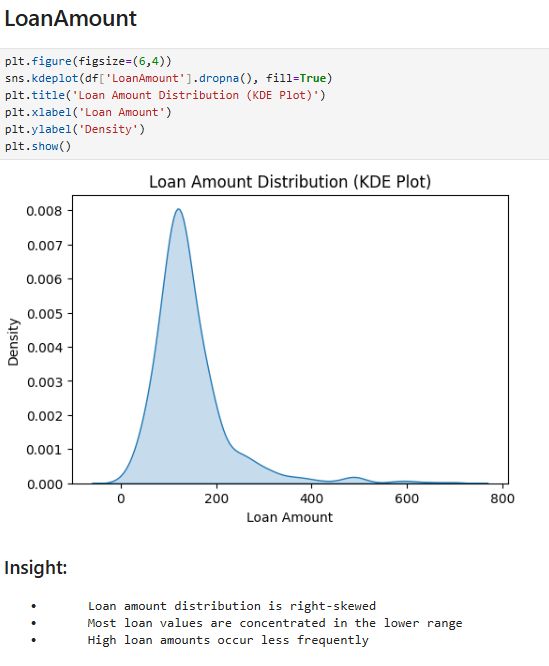 LoanAmount
plt.figure(figsize=(6,4))
sns.kdeplot(df['LoanAmount'].dropna(), fill=True)
plt.title('Loan Amount Distribution (KDE Plot)')
plt.xlabel('Loan Amount')
plt.ylabel('Density')
plt.show()
Loan Amount Distribution (KDE Plot)
0.008
0.007
0.006
0.005
0.004
0.003
0.002
0.001
0.000
Density
0 200 400 600 800
Loan Amount
Insight:
• Loan amount distribution is right-skewed
• Most loan values are concentrated in the lower range
• High loan amounts occur less frequently